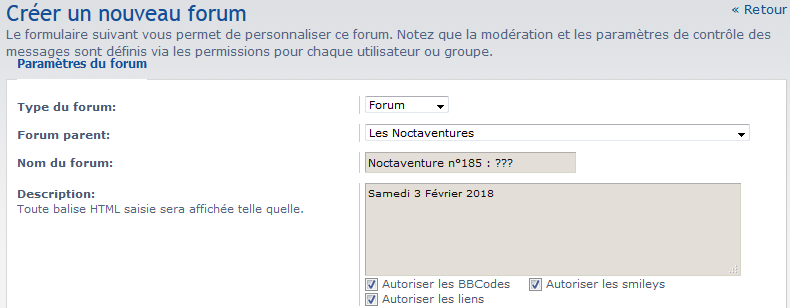 Créer un nouveau forum
« Retour
Le formulaire suivant vous permet de personnaliser ce forum. Notez que la modération et les paramètres de contrôle des
messages sont définis via les permissions pour chaque utilisateur ou groupe.
Paramètres du forum
Type du forum:
Forum
Forum parent:
Les Noctaventures
Nom du forum:
Noctaventure n°185 : ???
Description:
Toute balise HTML saisie sera affichée telle quelle.
Samedi 3 Février 2018
Autoriser les BBCodes
Autoriser les smileys
Autoriser les liens